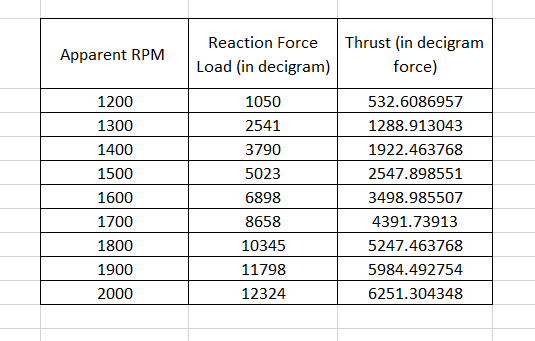 Apparent RPM Reaction Force Load (in decigram) Thrust (in decigram force)
1200 1050 532.6086957
1300 2541 1288.913043
1400 3790 1922.463768
1500 5023 2547.898551
1600 6898 3498.985507
1700 8658 4391.73913
1800 10345 5247.463768
1900 11798 5984.492754
2000 12324 6251.304348